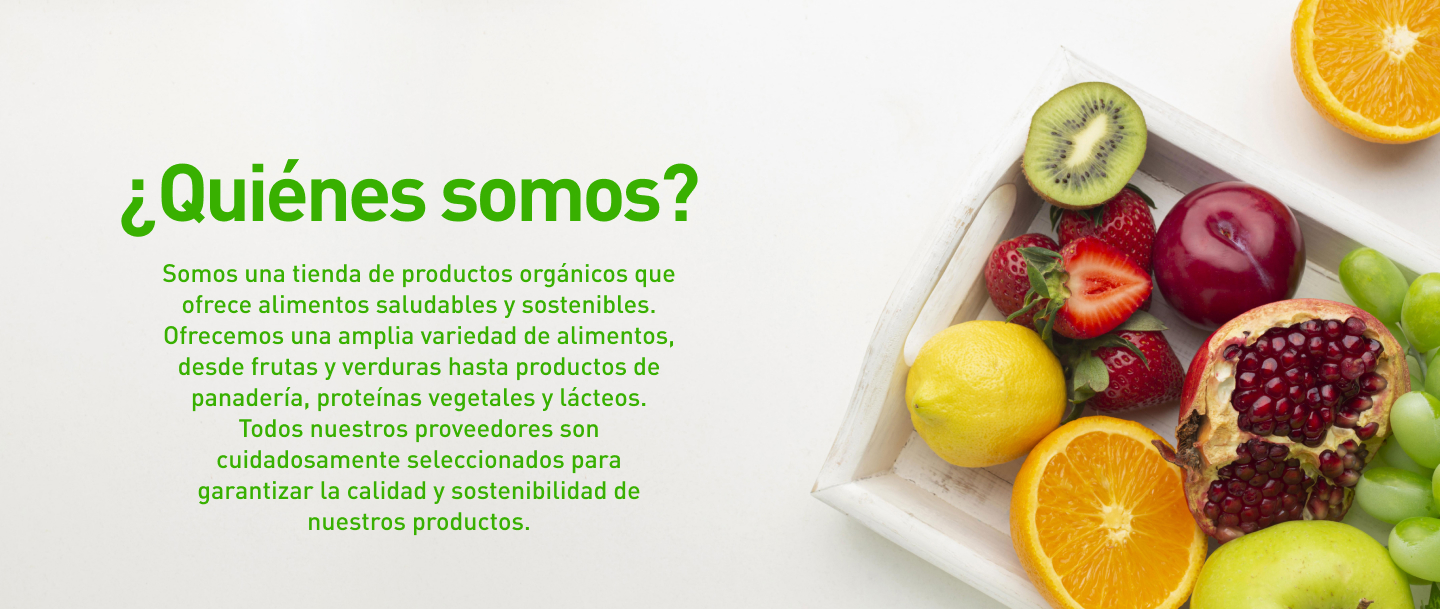 ¿Quiénes somos?
Somos una tienda de productos orgánicos que
ofrece alimentos saludables y sostenibles.
Ofrecemos una amplia variedad de alimentos,
desde frutas y verduras hasta productos de
panadería, proteínas vegetales y lácteos.
Todos nuestros proveedores son
cuidadosamente seleccionados para
garantizar la calidad y sostenibilidad de
nuestros productos.